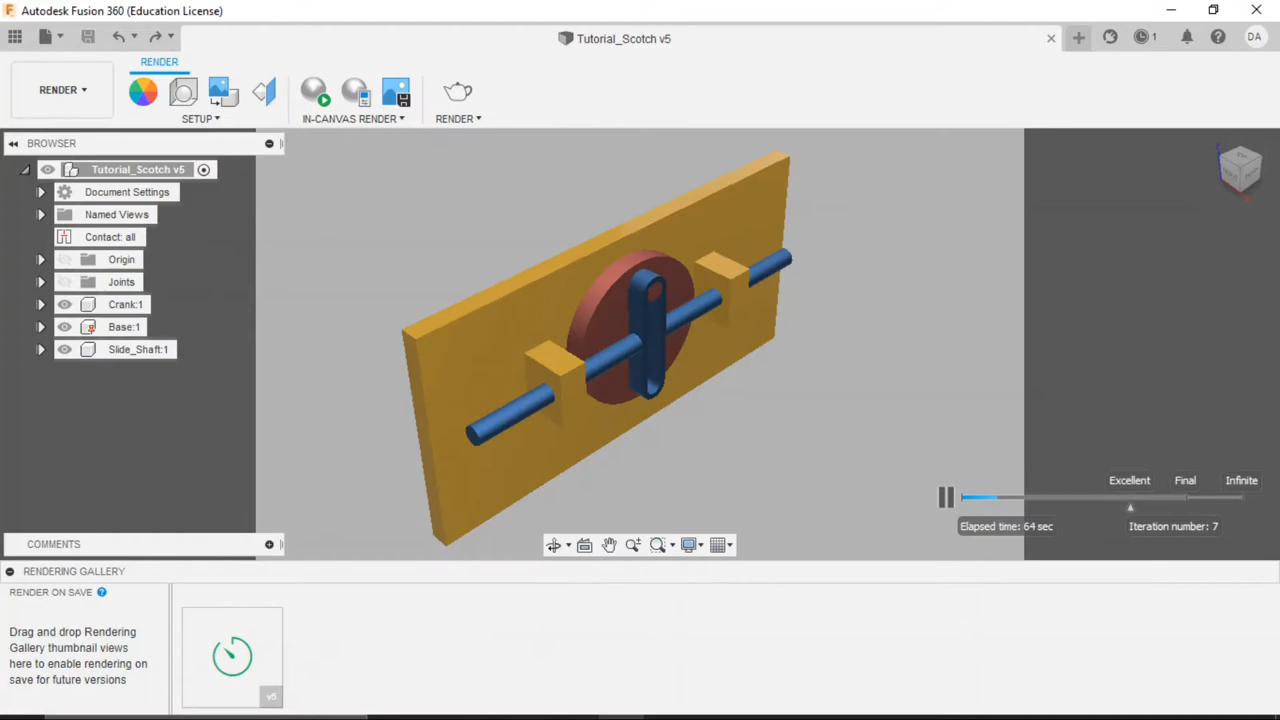 Autodesk Fusion 360 (Education License)
Tutorial_Scotch v5
1
DA
RENDER
RENDER
SETUP
IN-CANVAS RENDER
RENDER
BROWSER
Tutorial_Scotch v5
Document Settings
Named Views
Contact: all
Origin
Joints
Crank:1
Base:1
Slide_Shaft:1
Excellent Final Infinite
Elapsed time: 64 sec Iteration number: 7
COMMENTS
RENDERING GALLERY
RENDER ON SAVE
Drag and drop Rendering
Gallery thumbnail views
here to enable rendering on
save for future versions
v5